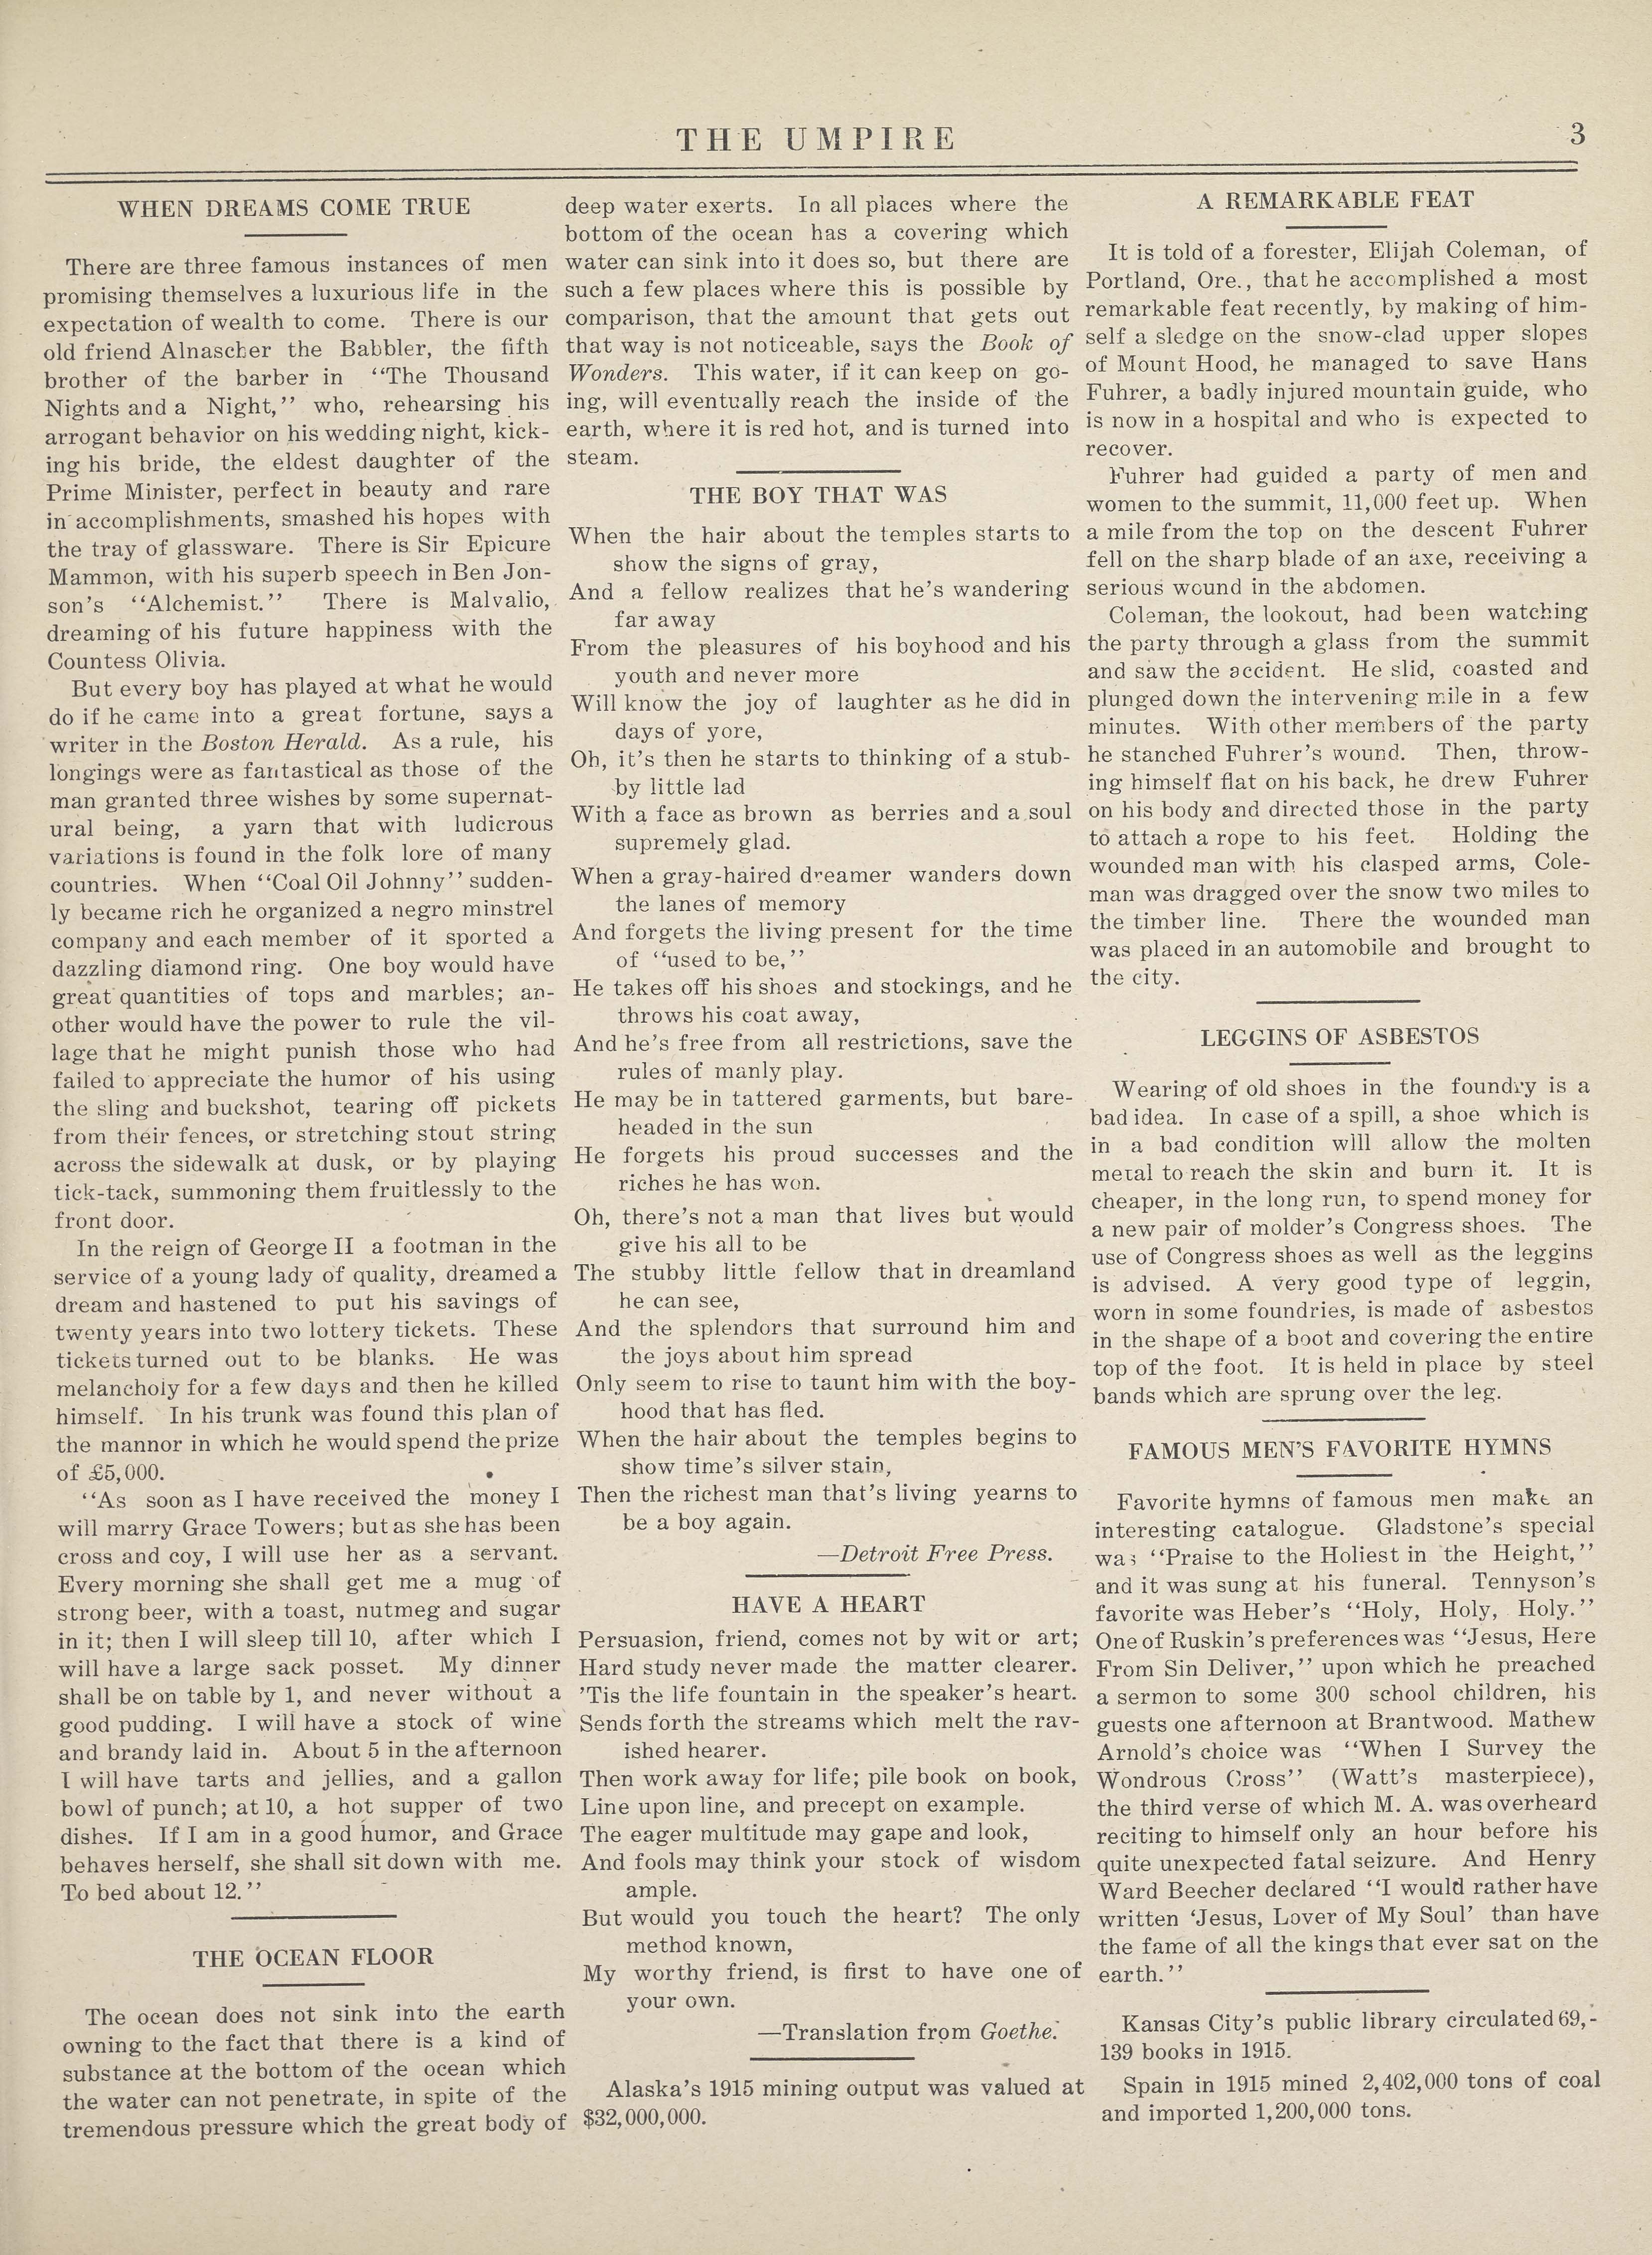 THE UMPIRE
3
WHEN DREAMS COME TRUE
There are three famous instances of men
promising themselves a luxurious life in the
expectation of wealth to come. There is our
old friend Alnascher the Babbler, the fifth
brother of the barber in "The Thousand
Nights and a Night," who, rehearsing his
arrogant behavior on his wedding night, kick-
ing his bride, the eldest daughter of the
Prime Minister, perfect in beauty and rare
in accomplishments, smashed his hopes with
the tray of glassware. There is Sir Epicure
Mammon, with his superb speech in Ben Jon-
son's "Alchemist." There is Malvalio,
dreaming of his future happiness with the
Countess Olivia.
But every boy has played at what he would
do if he came into a great fortune, says a
writer in the Boston Herald. As a rule, his
longings were as fantastical as those of the
man granted three wishes by some supernat-
ural being, a yarn that with ludicrous
variations is found in the folk lore of many
countries. When "Coal Oil Johnny" sudden-
ly became rich he organized a negro minstrel
company and each member of it sported a
dazzling diamond ring. One boy would have
great quantities of tops and marbles; an-
other would have the power to rule the vil-
lage that he might punish those who had
failed to appreciate the humor of his using
the sling and buckshot, tearing off pickets
from their fences, or stretching stout string
across the sidewalk at dusk, or by playing
tick-tack, summoning them fruitlessly to the
front door.
In the reign of George II a footman in the
service of a young lady of quality, dreamed a
dream and hastened to put his savings of
twenty years into two lottery tickets. These
tickets turned out to be blanks. He was
melancholy for a few days and then he killed
himself. In his trunk was found this plan of
the mannor in which he would spend the prize
of £5,000.
"As soon as I have received the money I
will marry Grace Towers; but as she has been
cross and coy, I will use her as a servant.
Every morning she shall get me a mug of
strong beer, with a toast, nutmeg and sugar
in it; then I will sleep till 10, after which I
will have a large sack posset. My dinner
shall be on table by 1, and never without a
good pudding. I will have a stock of wine
and brandy laid in. About 5 in the afternoon
I will have tarts and jellies, and a gallon
bowl of punch; at 10, a hot supper of two
dishes. If I am in a good humor, and Grace
behaves herself, she shall sit down with me.
To bed about 12."
THE OCEAN FLOOR
The ocean does not sink into the earth
owning to the fact that there is a kind of
substance at the bottom of the ocean which
the water can not penetrate, in spite of the
tremendous pressure which the great body of
deep water exerts. In all places where the
bottom of the ocean has a covering which
water can sink into it does so, but there are
such a few places where this is possible by
comparison, that the amount that gets out
that way is not noticeable, says the Book of
Wonders. This water, if it can keep on go-
ing, will eventually reach the inside of the
earth, where it is red hot, and is turned into
steam.
THE BOY THAT WAS
When the hair about the temples starts to
show the signs of gray,
And a fellow realizes that he's wandering
far away
From the pleasures of his boyhood and his
youth and never more
Will know the joy of laughter as he did in
days of yore,
Oh, it's then he starts to thinking of a stub-
by little lad
With a face as brown as berries and a soul
supremely glad.
When a gray-haired dreamer wanders down
the lanes of memory
And forgets the living present for the time
of "used to be,"
He takes off his shoes and stockings, and he
throws his coat away,
And he's free from all restrictions, save the
rules of manly play.
He may be in tattered garments, but bare-
headed in the sun
He forgets his proud successes and the
riches he has won.
Oh, there's not a man that lives but would
give his all to be
The stubby little fellow that in dreamland
he can see,
And the splendors that surround him and
the joys about him spread
Only seem to rise to taunt him with the boy-
hood that has fled.
When the hair about the temples begins to
show time's silver stain,
Then the richest man that's living yearns to
be a boy again.
—Detroit Free Press.
HAVE A HEART
Persuasion, friend, comes not by wit or art;
Hard study never made the matter clearer.
'Tis the life fountain in the speaker's heart.
Sends forth the streams which melt the rav-
ished hearer.
Then work away for life; pile book on book,
Line upon line, and precept on example.
The eager multitude may gape and look,
And fools may think your stock of wisdom
ample.
But would you touch the heart? The only
method known,
My worthy friend, is first to have one of
your own.
—Translation from Goethe.
Alaska's 1915 mining output was valued at
$32,000,000.
A REMARKABLE FEAT
It is told of a forester, Elijah Coleman, of
Portland, Ore., that he accomplished a most
remarkable feat recently, by making of him-
self a sledge on the snow-clad upper slopes
of Mount Hood, he managed to save Hans
Fuhrer, a badly injured mountain guide, who
is now in a hospital and who is expected to
recover.
Fuhrer had guided a party of men and
women to the summit, 11,000 feet up. When
a mile from the top on the descent Fuhrer
fell on the sharp blade of an axe, receiving a
serious wound in the abdomen.
Coleman, the lookout, had been watching
the party through a glass from the summit
and saw the accident. He slid, coasted and
plunged down the intervening mile in a few
minutes. With other members of the party
he stanched Fuhrer's wound. Then, throw-
ing himself flat on his back, he drew Fuhrer
on his body and directed those in the party
to attach a rope to his feet. Holding the
wounded man with his clasped arms, Cole-
man was dragged over the snow two miles to
the timber line. There the wounded man
was placed in an automobile and brought to
the city.
LEGGINS OF ASBESTOS
Wearing of old shoes in the foundry is a
bad idea. In case of a spill, a shoe which is
in a bad condition will allow the molten
metal to reach the skin and burn it. It is
cheaper, in the long run, to spend money for
a new pair of molder's Congress shoes. The
use of Congress shoes as well as the leggins
is advised. A very good type of leggin,
worn in some foundries, is made of asbestos
in the shape of a boot and covering the entire
top of the foot. It is held in place by steel
bands which are sprung over the leg.
FAMOUS MEN'S FAVORITE HYMNS
Favorite hymns of famous men make an
interesting catalogue. Gladstone's special
was "Praise to the Holiest in the Height,"
and it was sung at his funeral. Tennyson's
favorite was Heber's "Holy, Holy, Holy."
One of Ruskin's preferences was "Jesus, Here
From Sin Deliver," upon which he preached
a sermon to some 300 school children, his
guests one afternoon at Brantwood. Mathew
Arnold's choice was "When I Survey the
Wondrous Cross" (Watt's masterpiece),
the third verse of which M. A. was overheard
reciting to himself only an hour before his
quite unexpected fatal seizure. And Henry
Ward Beecher declared "I would rather have
written 'Jesus, Lover of My Soul' than have
the fame of all the kings that ever sat on the
earth."
Kansas City's public library circulated 69,-
139 books in 1915.
Spain in 1915 mined 2,402,000 tons of coal
and imported 1,200,000 tons.